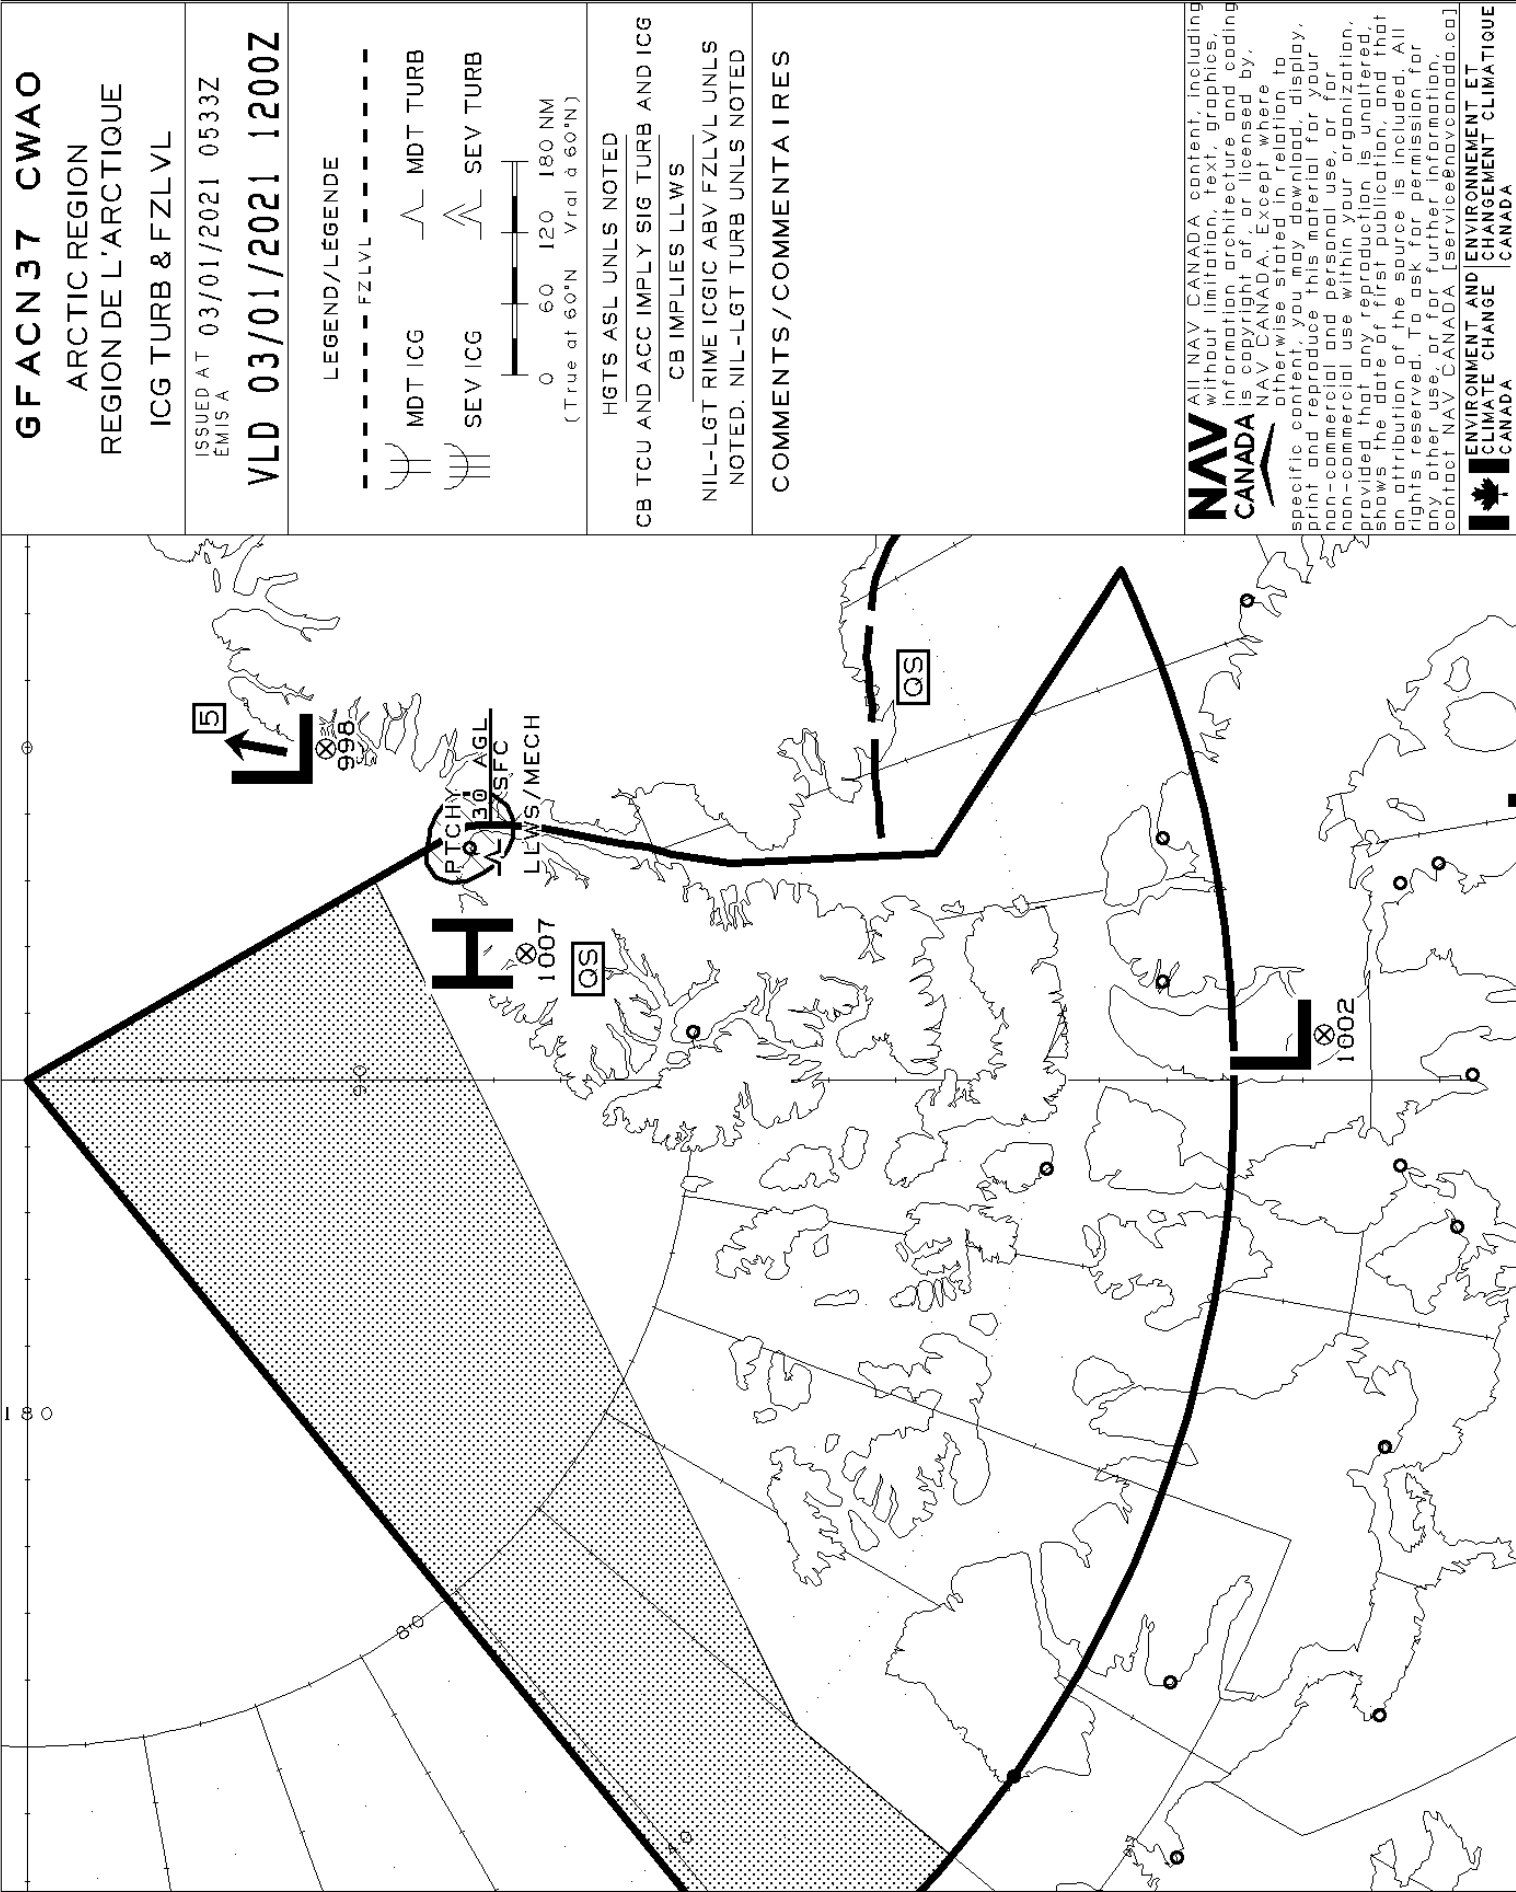 GFACN37 CWAO
ARCTIC REGION
REGION DE L'ARCTIQUE
ICG TURB & FZLVL
ISSUED AT 03/01/2021 0533Z
ÉMIS A
VLD 03/01/2021 1200Z
LEGEND/LÉGENDE
FZLVL
MDT ICG MDT TURB
SEV ICG SEV TURB
0 60 120 180 NM
(True at 60°N Vrai à 60°N)
HGTS ASL UNLS NOTED
CB TCU AND ACC IMPLY SIG TURB AND ICG
CB IMPLIES LLWS
NIL-LGT RIME ICGIC ABV FZLVL UNLS
NOTED. NIL-LGT TURB UNLS NOTED
COMMENTS/COMMENTAIRES
NAV
CANADA
All NAV CANADA content, including
without limitation, text, graphics,
information architecture and coding
is copyright of, or licensed by,
NAV CANADA. Except where
otherwise stated in relation to
specific content, you may download, display,
print and reproduce this material for your
non-commercial and personal use, or for
non-commercial use within your organization,
provided that any reproduction is unaltered,
shows the date of first publication, and that
an attribution of the source is included. All
rights reserved. To ask for permission for
any other use, or for further information,
contact NAV CANADA [service@navcanada.ca]
ENVIRONMENT AND
CLIMATE CHANGE
CANADA
ENVIRONNEMENT ET
CHANGEMENT CLIMATIQUE
CANADA
5
L
998
PTCHY
30 AGL
SFC
LLWS/MECH
QS
H
1007
QS
90
L
1002
180
80
70